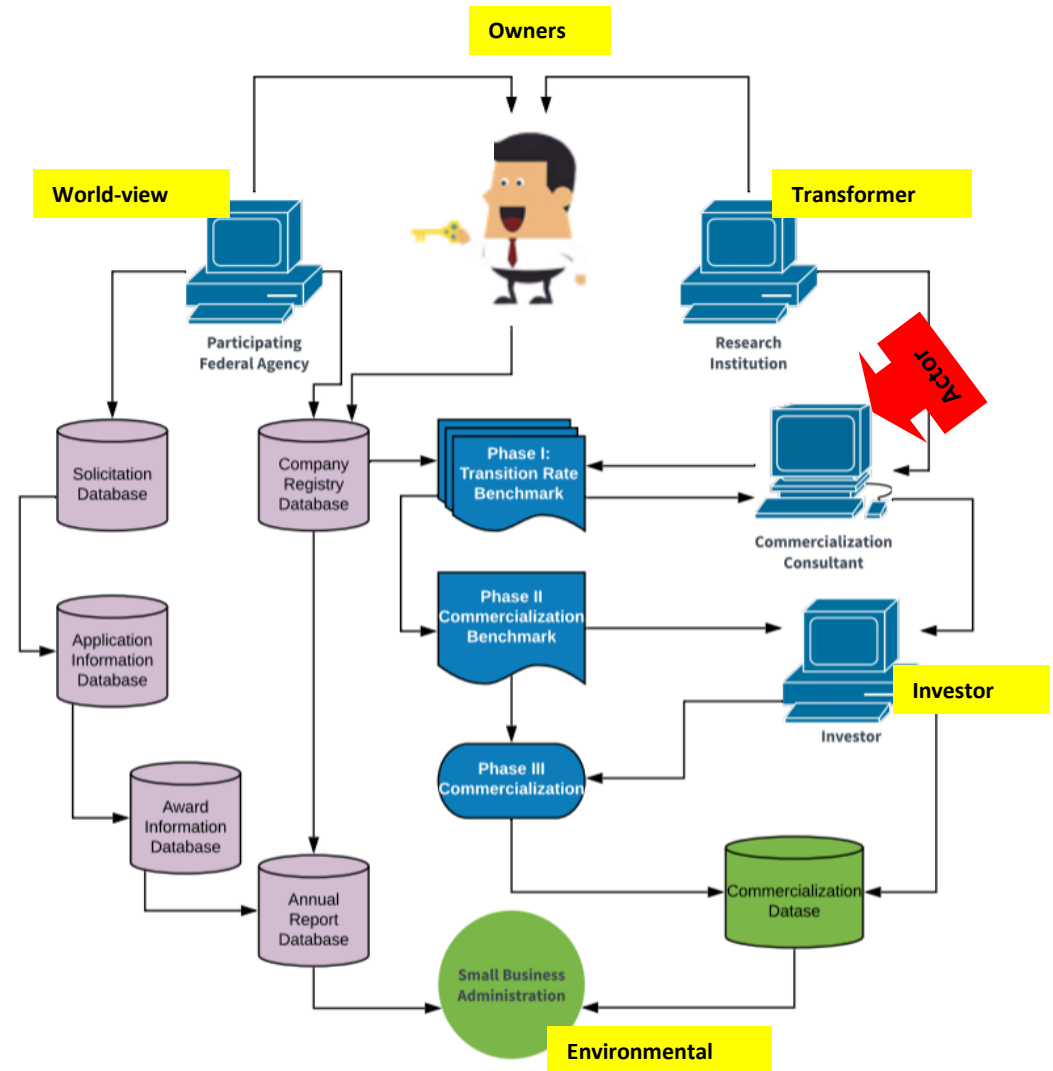 Owners
World-view
Transformer
Participating
Federal Agency
Research
Institution
Actor
Solicitation
Database
Company
Registry
Database
Phase I:
Transition Rate
Benchmark
Commercialization
Consultant
Application
Information
Database
Phase II
Commercialization
Benchmark
Investor
Investor
Phase III
Commercialization
Award
Information
Database
Annual
Report
Database
Commercialization
Datase
Small Business
Administration
Environmental